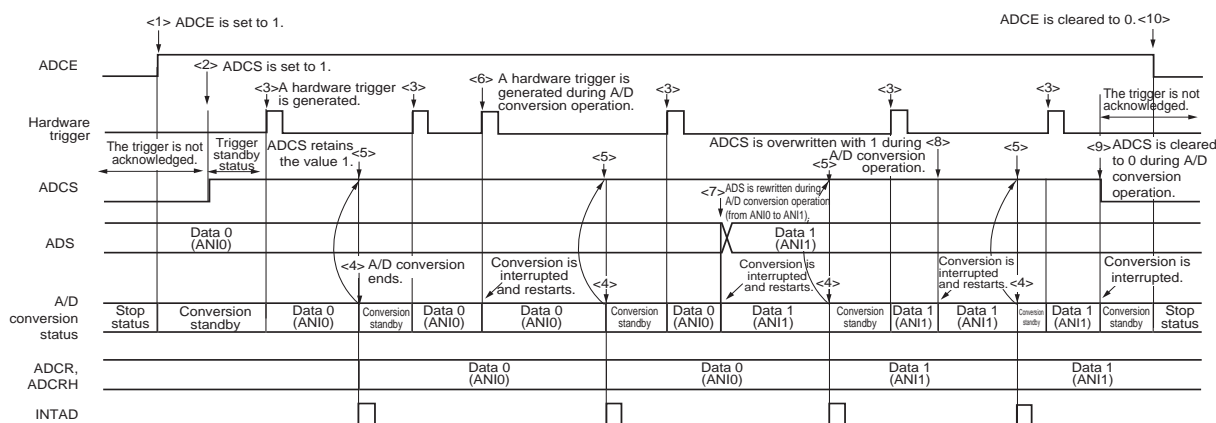 <1> ADCE is set to 1.
ADCE is cleared to 0. <10>
ADCE
<2> ADCS is set to 1.
<3> A hardware trigger
is generated.
<3>
<6> A hardware trigger is
generated during A/D
conversion operation.
<3>
<3>
<3>
The trigger is not
acknowledged.
Hardware
trigger
The trigger is not
acknowledged.
Trigger
standby
status
ADCS retains
the value 1.
<5>
<5>
ADCS is overwritten with 1 during
A/D conversion
operation.
<5>
<8>
<5>
<9> ADCS is cleared
to 0 during A/D
conversion
operation.
ADCS
<7> ADS is rewritten during
A/D conversion operation
(from ANI0 to ANI1).
ADS
Data 0
(ANI0)
Data 1
(ANI1)
<4> A/D conversion
ends.
Conversion is
interrupted
and restarts.
<4>
Conversion is
interrupted
and restarts.
<4>
Conversion is
interrupted
and restarts.
<4>
Conversion is
interrupted.
A/D
conversion
status
Stop
status
Conversion
standby
Data 0
(ANI0)
Conversion
standby
Data 0
(ANI0)
Data 0
(ANI0)
Conversion
standby
Data 0
(ANI0)
Data 1
(ANI1)
Conversion
standby
Data 1
(ANI1)
Data 1
(ANI1)
Conversion
standby
Data 1
(ANI1)
Conversion
standby
Stop
status
ADCR,
ADCRH
Data 0
(ANI0)
Data 0
(ANI0)
Data 1
(ANI1)
Data 1
(ANI1)
INTAD